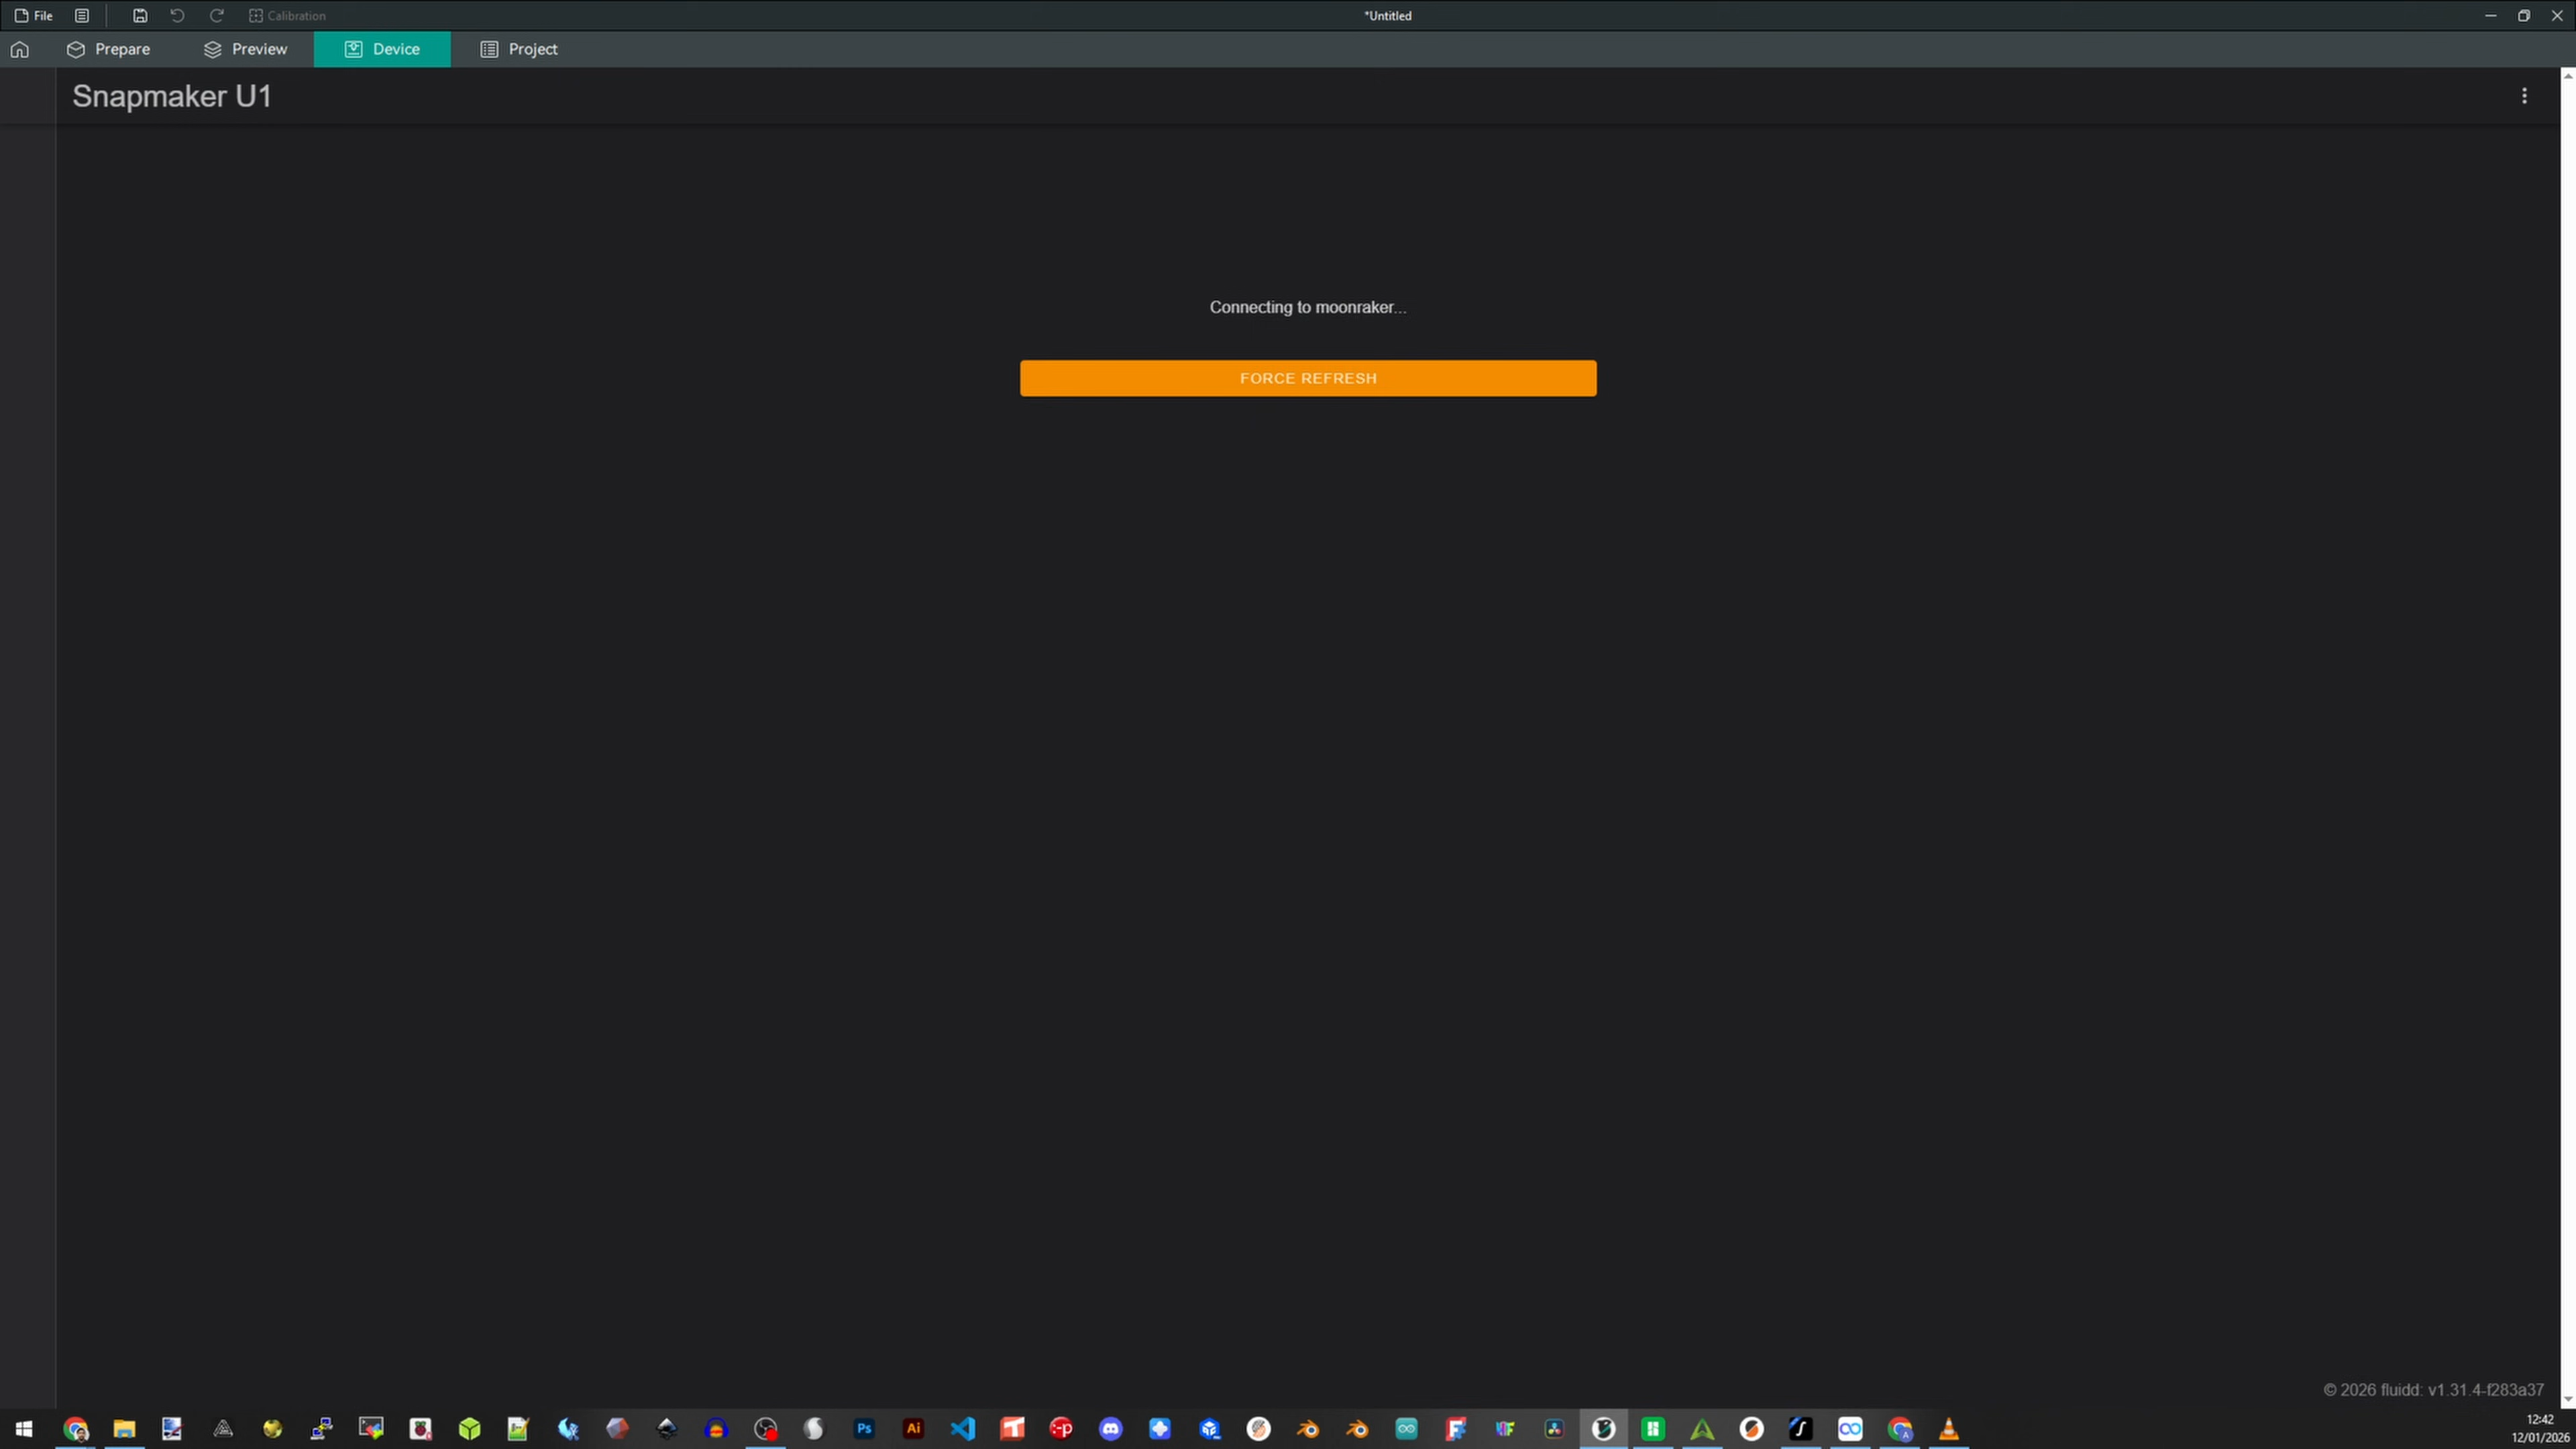 File
Calibration
*Untitled
Prepare
Preview
Device
Project
Snapmaker U1
Connecting to moonraker...
FORCE REFRESH
© 2026 fluidd: v1.31.4-f283a37
Ps
Ai
12:42
12/01/2026